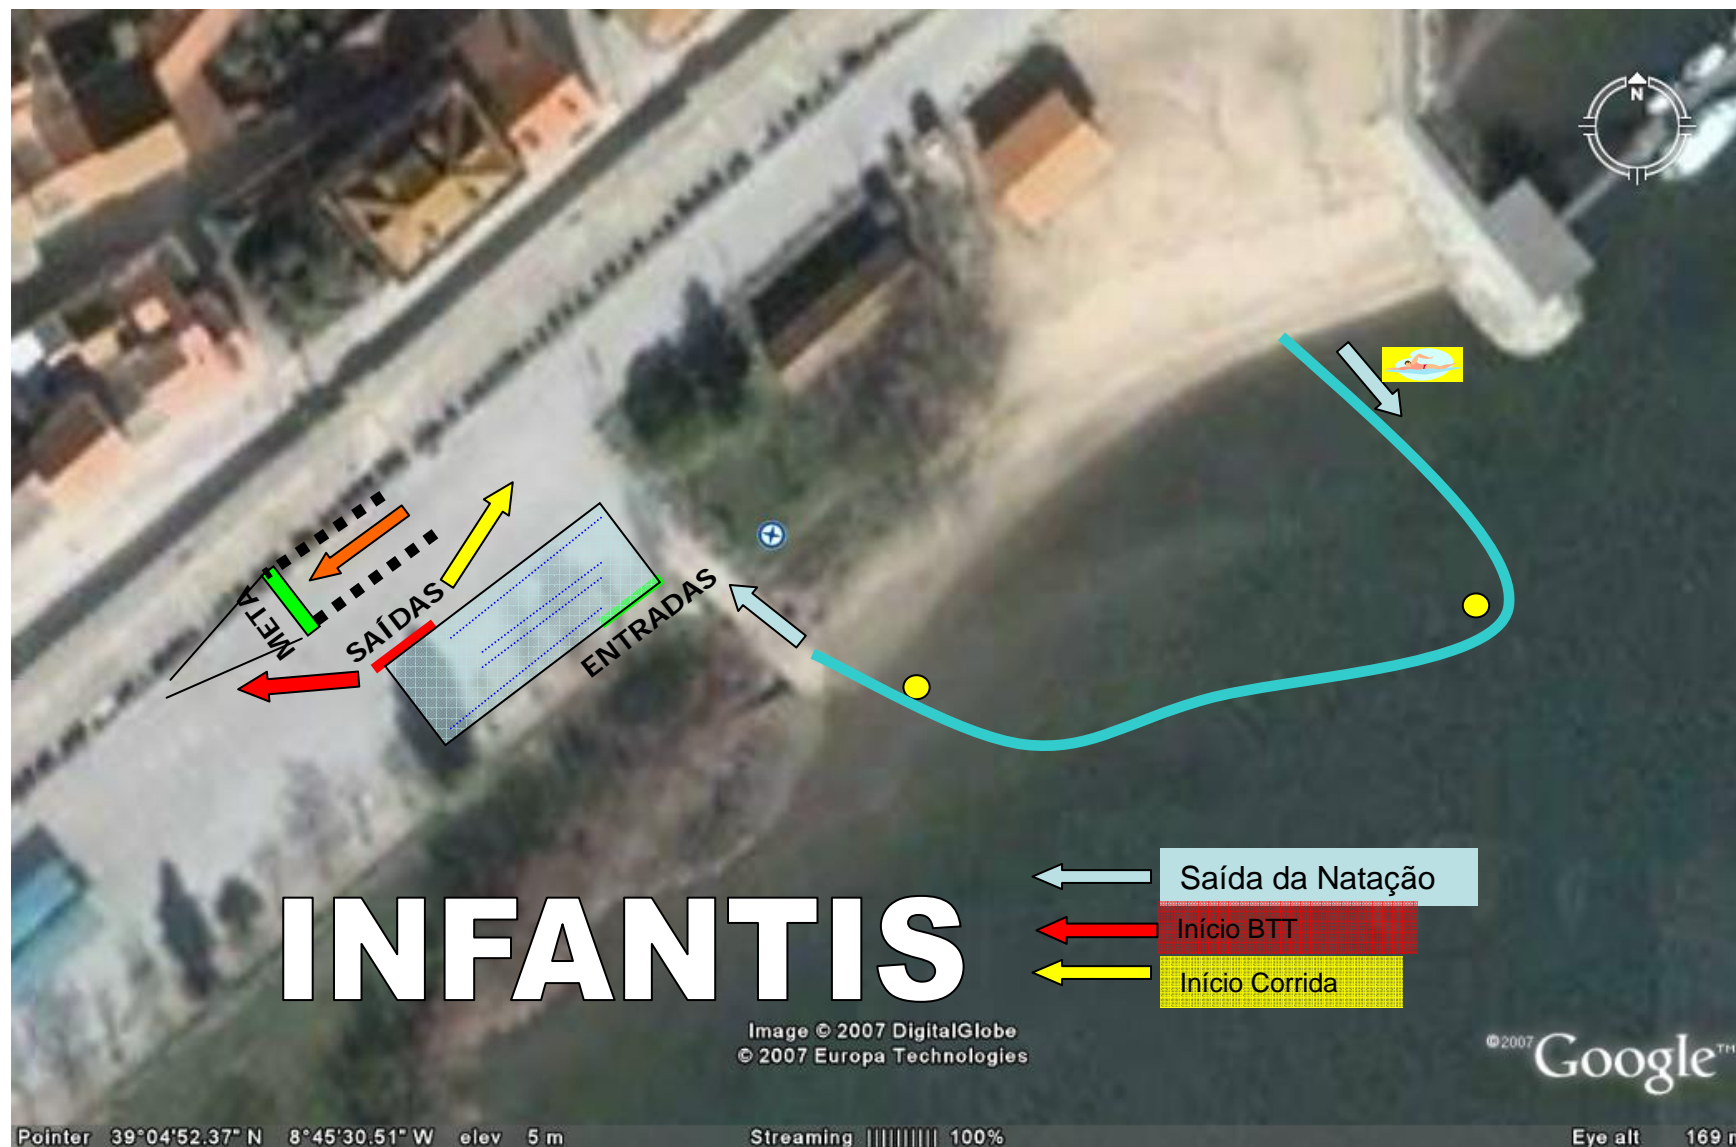 N
META
SAÍDAS
ENTRADAS
Saída da Natação
Início BTT
Início Corrida
INFANTIS
Image © 2007 DigitalGlobe
© 2007 Europa Technologies
©2007 Google™
Pointer 39°04'52.37" N 8°45'30.51" W elev 5 m Streaming |||||||||| 100% Eye alt 169 m